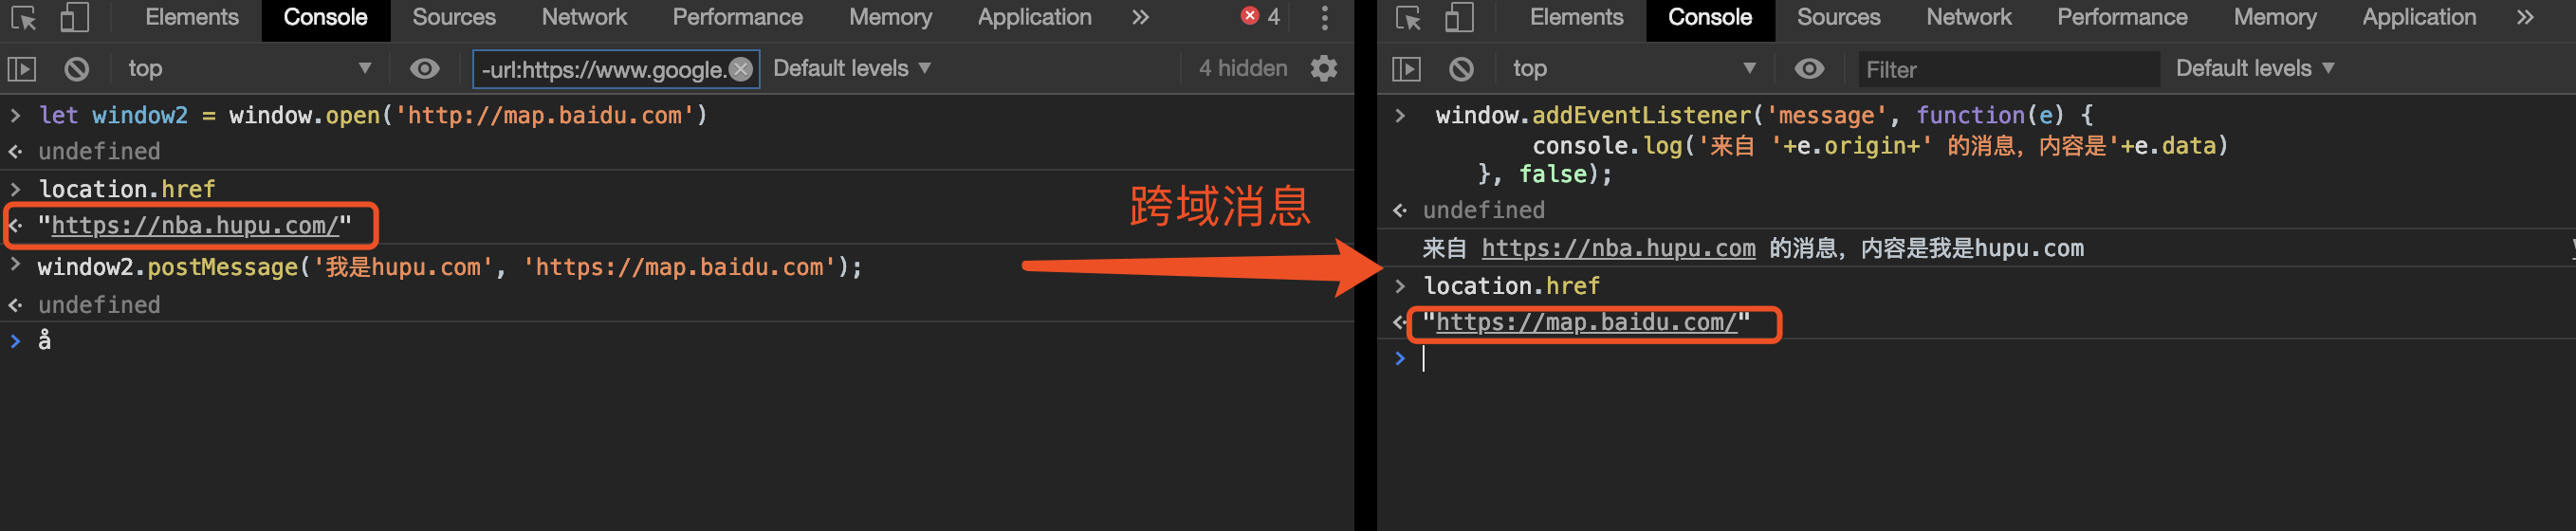 Elements Console Sources Network Performance Memory Application » 4
top -url:https://www.google. Default levels 4 hidden
let window2 = window.open('http://map.baidu.com')
undefined
location.href
"https://nba.hupu.com/"
window2.postMessage('我是hupu.com', 'https://map.baidu.com');
undefined
å
跨域消息
Elements Console Sources Network Performance Memory Application »
top Filter Default levels
window.addEventListener('message', function(e) {
console.log('来自 '+e.origin+' 的消息，内容是'+e.data)
}, false);
undefined
来自 https://nba.hupu.com 的消息，内容是我是hupu.com
location.href
"https://map.baidu.com/"